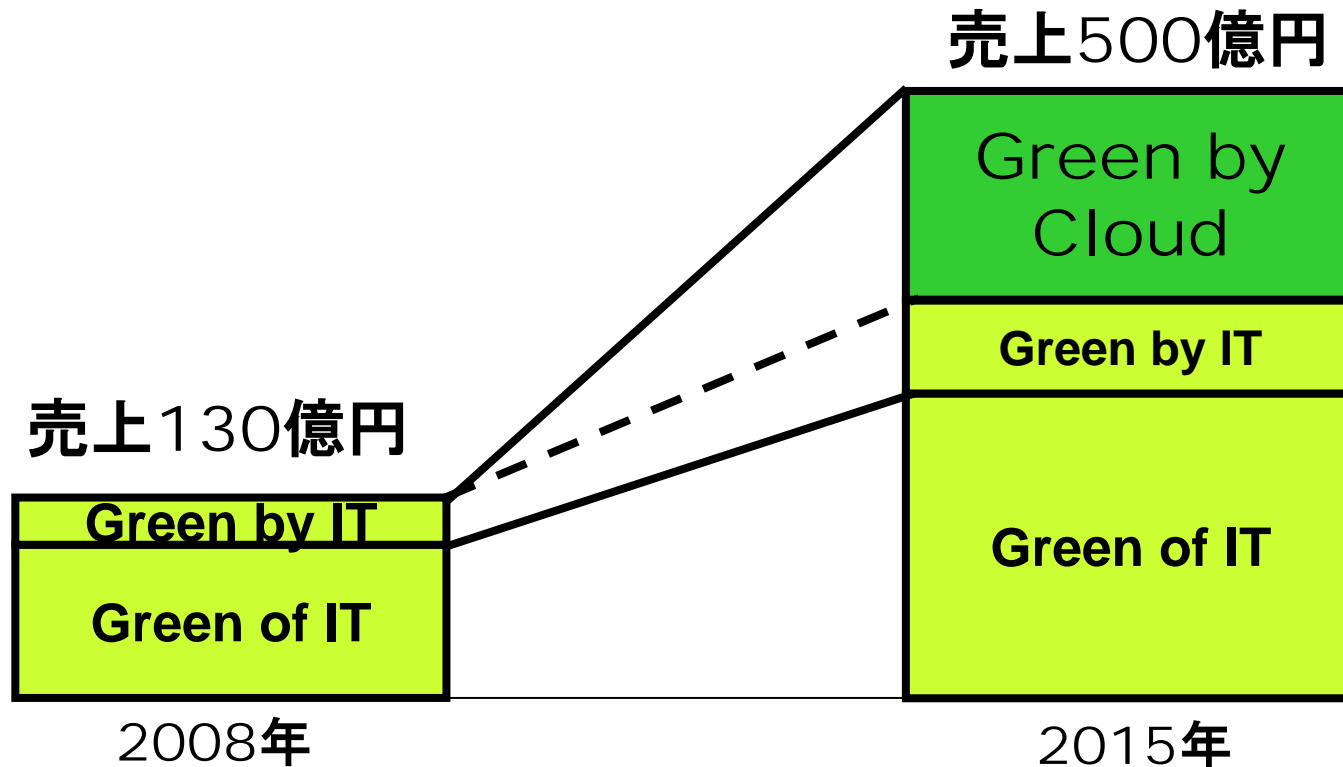 売上500億円
Green by
Cloud
Green by IT
Green of IT
売上130億円
Green by IT
Green of IT
2008年
2015年